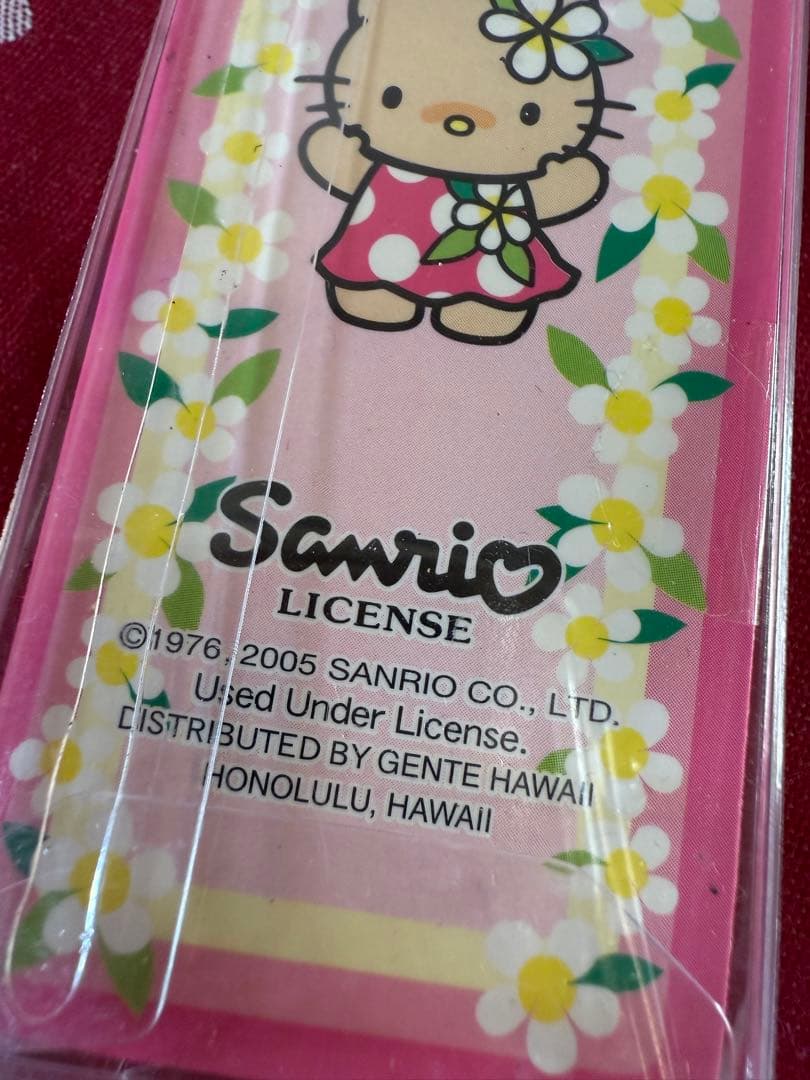 Sanrio
LICENSE
©1976, 2005 SANRIO CO., LTD.
Used Under License.
DISTRIBUTED BY GENTE HAWAII
HONOLULU, HAWAII